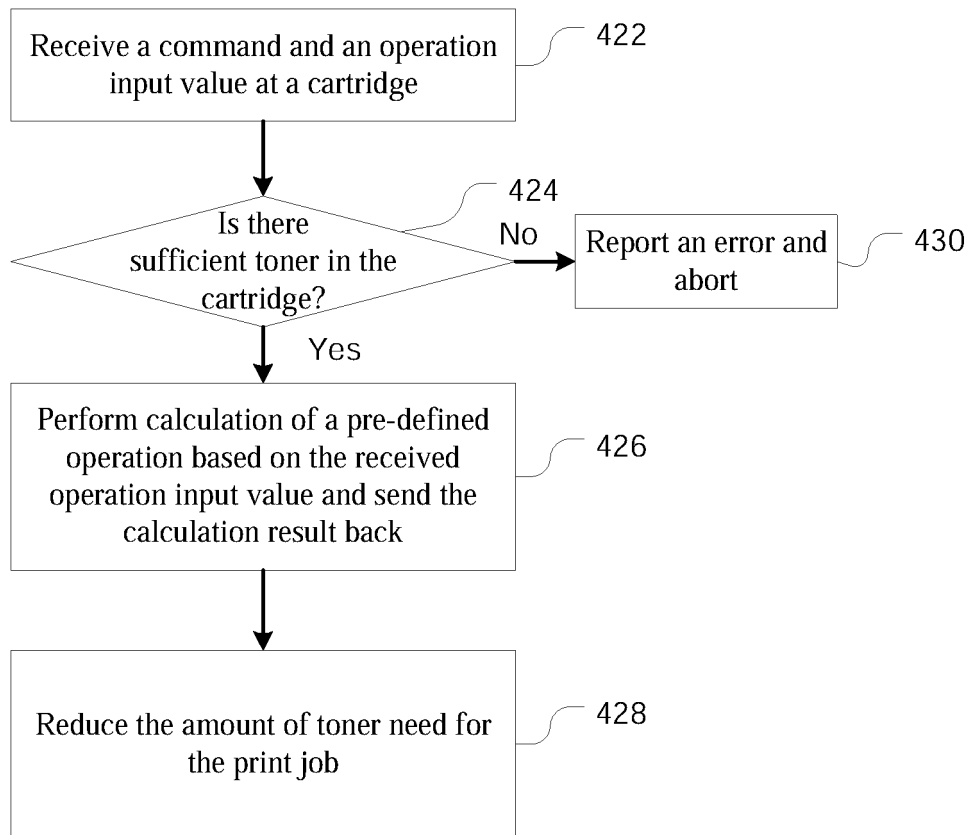 Receive a command and an operation
input value at a cartridge
422
424
Is there
sufficient toner in the
cartridge?
No
Report an error and
abort
430
Yes
Perform calculation of a pre-defined
operation based on the received
operation input value and send the
calculation result back
426
Reduce the amount of toner need for
the print job
428